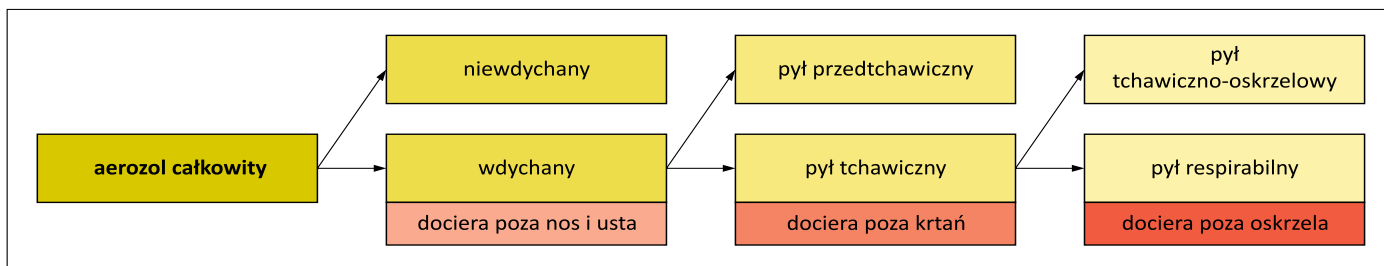 niewdychany
pył przedtchawiczny
pył
tchawiczno-oskrzelowy
aerozol całkowity
wdychany
pył tchawiczny
pył respirabilny
dociera poza nos i usta
dociera poza krtań
dociera poza oskrzela